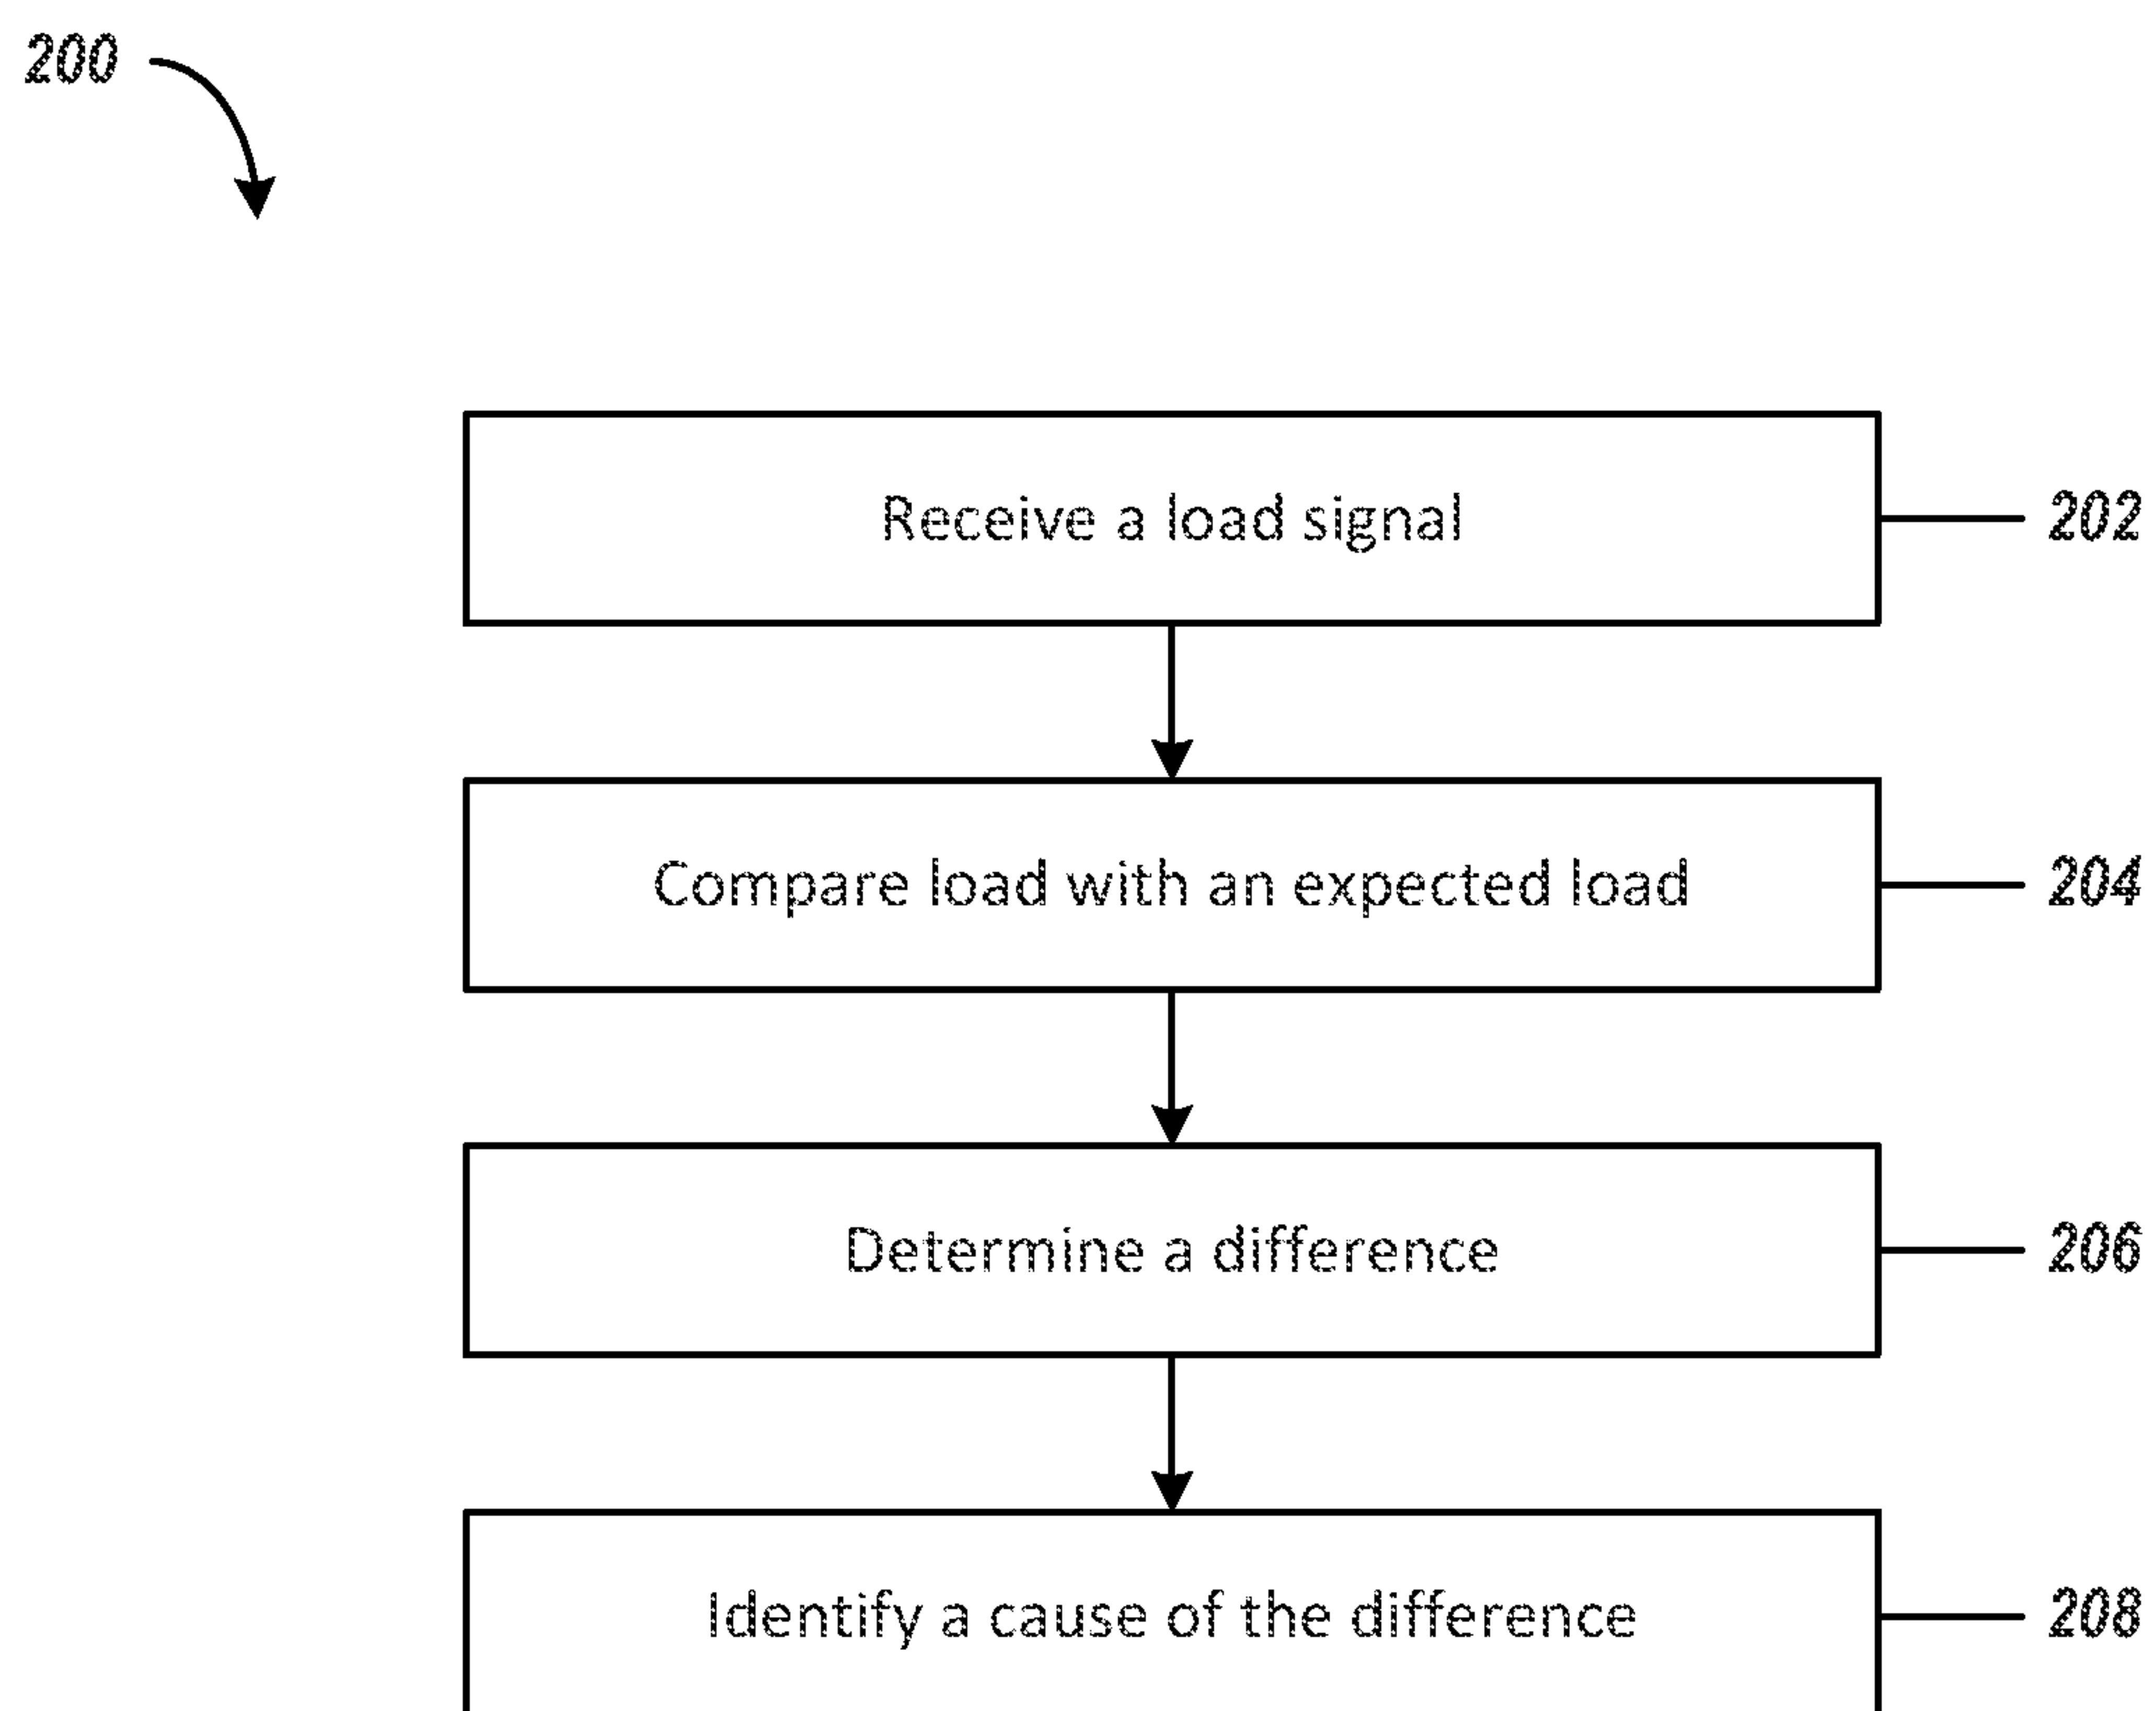 200
Receive a load signal
202
Compare load with an expected load
204
Determine a difference
206
Identify a cause of the difference
208